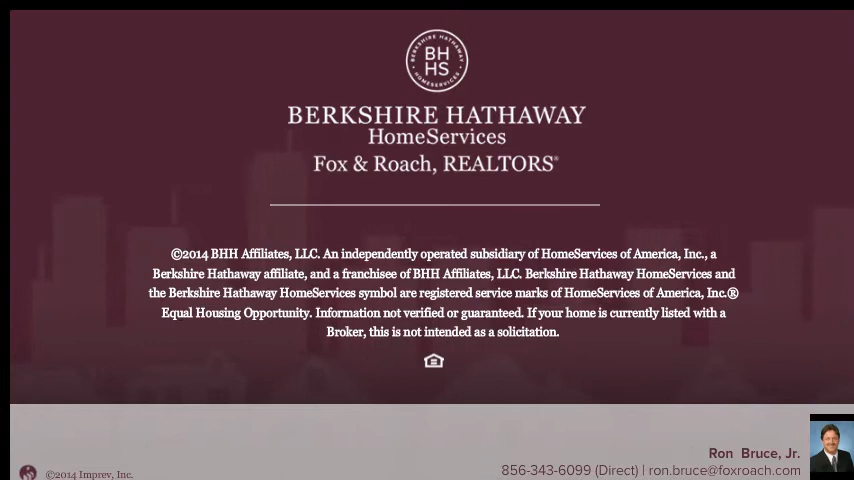 BERKSHIRE HATHAWAY
HOMESERVICES
BH
HS
BERKSHIRE HATHAWAY
HomeServices
Fox & Roach, REALTORS®
©2014 BHH Affiliates, LLC. An independently operated subsidiary of HomeServices of America, Inc., a
Berkshire Hathaway affiliate, and a franchisee of BHH Affiliates, LLC. Berkshire Hathaway HomeServices and
the Berkshire Hathaway HomeServices symbol are registered service marks of HomeServices of America, Inc.®
Equal Housing Opportunity. Information not verified or guaranteed. If your home is currently listed with a
Broker, this is not intended as a solicitation.
Ron Bruce, Jr.
856-343-6099 (Direct) | ron.bruce@foxroach.com
©2014 Imprev, Inc.